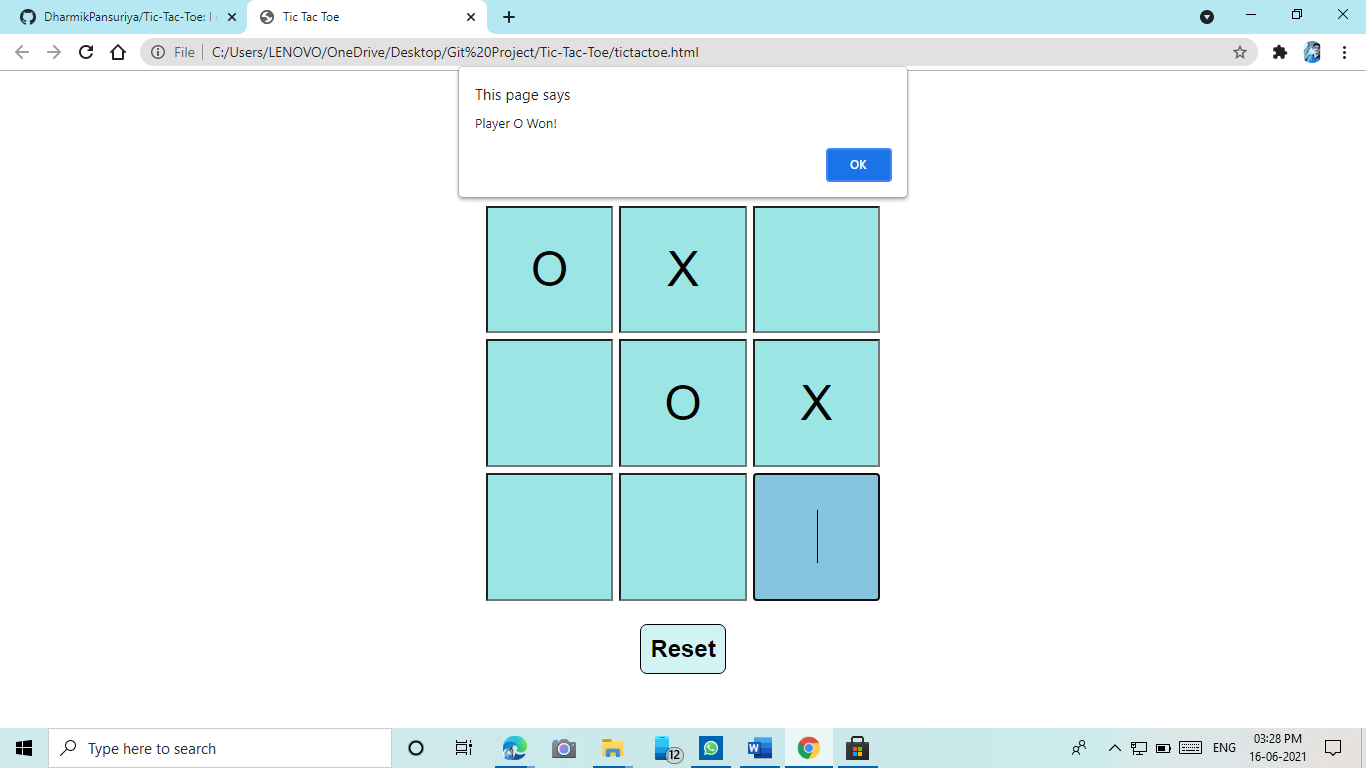 DharmikPansuriya/Tic-Tac-Toe: I
Tic Tac Toe
File
C:/Users/LENOVO/OneDrive/Desktop/Git%20Project/Tic-Tac-Toe/tictactoe.html
This page says
Player O Won!
OK
O X
O X
Reset
Type here to search
12
ENG
03:28 PM
16-06-2021